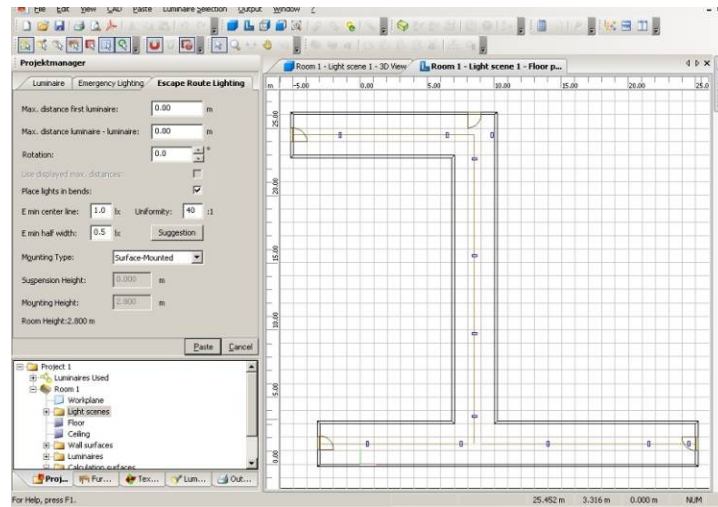 File Edit View CAD Paste Luminaire Selection Output Window ?
Projektmanager
Luminaire Emergency Lighting Escape Route Lighting
Max. distance first luminaire: 0.00 m
Max. distance luminaire - luminaire: 0.00 m
Rotation: 0.0 °
Use displayed max. distances:
Place lights in bends:
E min center line: 1.0 lx Uniformity: 40 :1
E min half width: 0.5 lx Suggestion
Mounting Type: Surface-Mounted
Suspension Height: 0.000 m
Mounting Height: 2.800 m
Room Height:2.800 m
Paste Cancel
Project 1
Luminaires Used
Room 1
Workplane
Light scenes
Floor
Ceiling
Wall surfaces
Luminaires
Calculation surfaces
Proj... Fur... Tex... Lum... Out...
Room 1 - Light scene 1 - 3D View Room 1 - Light scene 1 - Floor p...
m -5.00 0.00 5.00 10.00 15.00 20.00 25.0
25.00
20.00
15.00
10.00
5.00
0.00
For Help, press F1. 25.452 m 3.316 m 0.000 m NUM